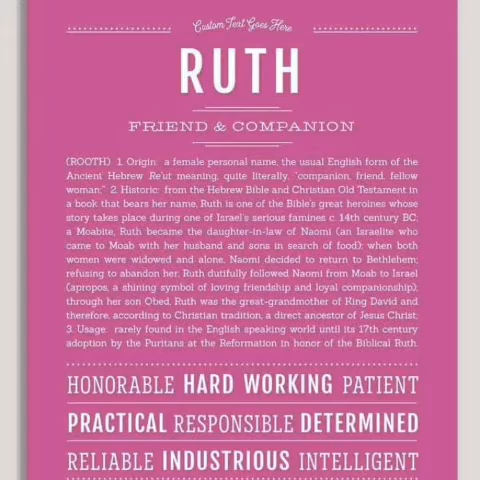 Custom Text Goes Here
RUTH
FRIEND & COMPANION
(ROOTH) 1. Origin: a female personal name, the usual English form of the
Ancient Hebrew Re'ut meaning, quite literally, "companion, friend, fellow
woman;" 2. Historic: from the Hebrew Bible and Christian Old Testament in
a book that bears her name, Ruth is one of the Bible's great heroines whose
story takes place during one of Israel's serious famines c. 14th century BC;
a Moabite, Ruth became the daughter-in-law of Naomi (an Israelite who
came to Moab with her husband and sons in search of food); when both
women were widowed and alone, Naomi decided to return to Bethlehem;
refusing to abandon her, Ruth dutifully followed Naomi from Moab to Israel
(apropos, a shining symbol of loving friendship and loyal companionship);
through her son Obed, Ruth was the great-grandmother of King David and
therefore, according to Christian tradition, a direct ancestor of Jesus Christ;
3. Usage: rarely found in the English speaking world until its 17th century
adoption by the Puritans at the Reformation in honor of the Biblical Ruth.
HONORABLE HARD WORKING PATIENT
PRACTICAL RESPONSIBLE DETERMINED
RELIABLE INDUSTRIOUS INTELLIGENT